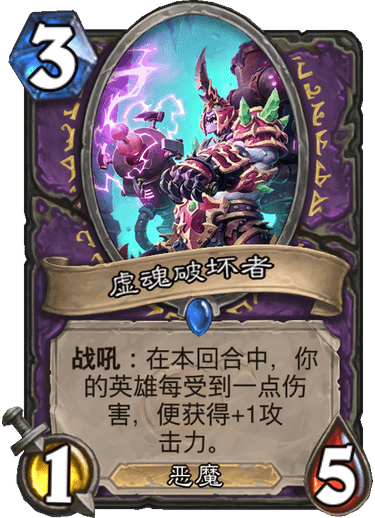 3
虚魂破坏者
战吼：在本回合中，你
的英雄每受到一点伤
害，便获得+1攻
击力。
1
恶魔
5